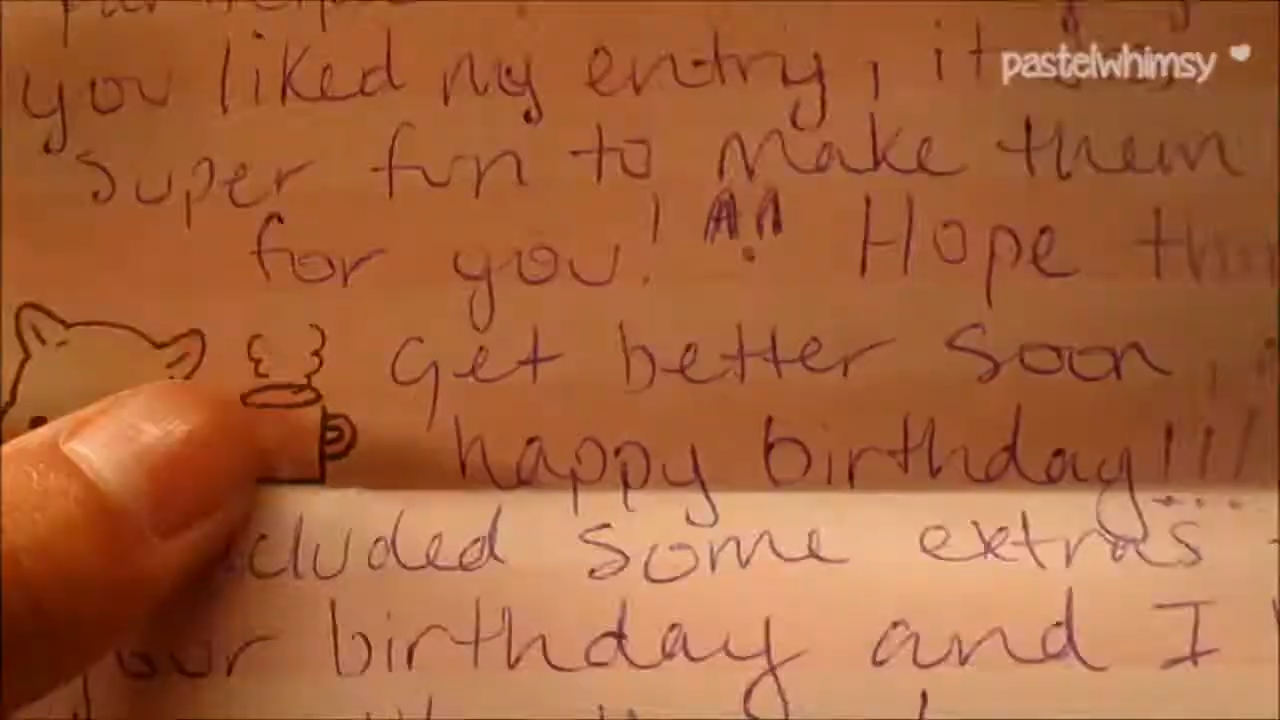 you liked my entry, it
super fun to make them
for you! ^.^ Hope
get better soon,
happy birthday!!!
cluded some extras
your birthday and I
pastelwhimsy